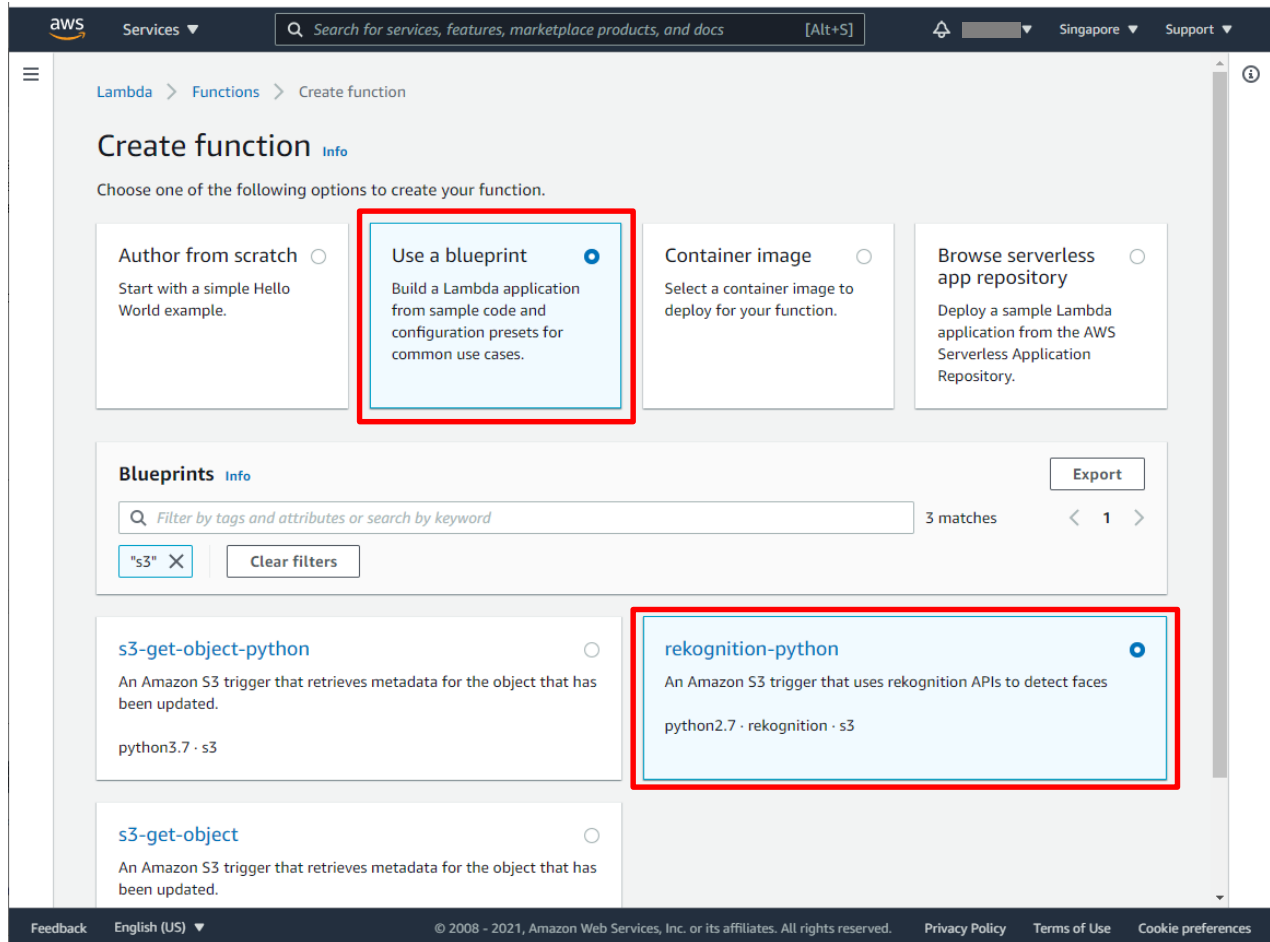 aws
Services ▼
Search for services, features, marketplace products, and docs [Alt+S]
Singapore ▼
Support ▼
Lambda > Functions > Create function
Create function Info
Choose one of the following options to create your function.
Author from scratch
Start with a simple Hello
World example.
Use a blueprint
Build a Lambda application
from sample code and
configuration presets for
common use cases.
Container image
Select a container image to
deploy for your function.
Browse serverless
app repository
Deploy a sample Lambda
application from the AWS
Serverless Application
Repository.
Blueprints Info
Export
Filter by tags and attributes or search by keyword
3 matches
< 1 >
"s3" X
Clear filters
s3-get-object-python
An Amazon S3 trigger that retrieves metadata for the object that has
been updated.
python3.7 · s3
rekognition-python
An Amazon S3 trigger that uses rekognition APIs to detect faces
python2.7 · rekognition · s3
s3-get-object
An Amazon S3 trigger that retrieves metadata for the object that has
been updated.
Feedback
English (US) ▼
© 2008 - 2021, Amazon Web Services, Inc. or its affiliates. All rights reserved.
Privacy Policy
Terms of Use
Cookie preferences